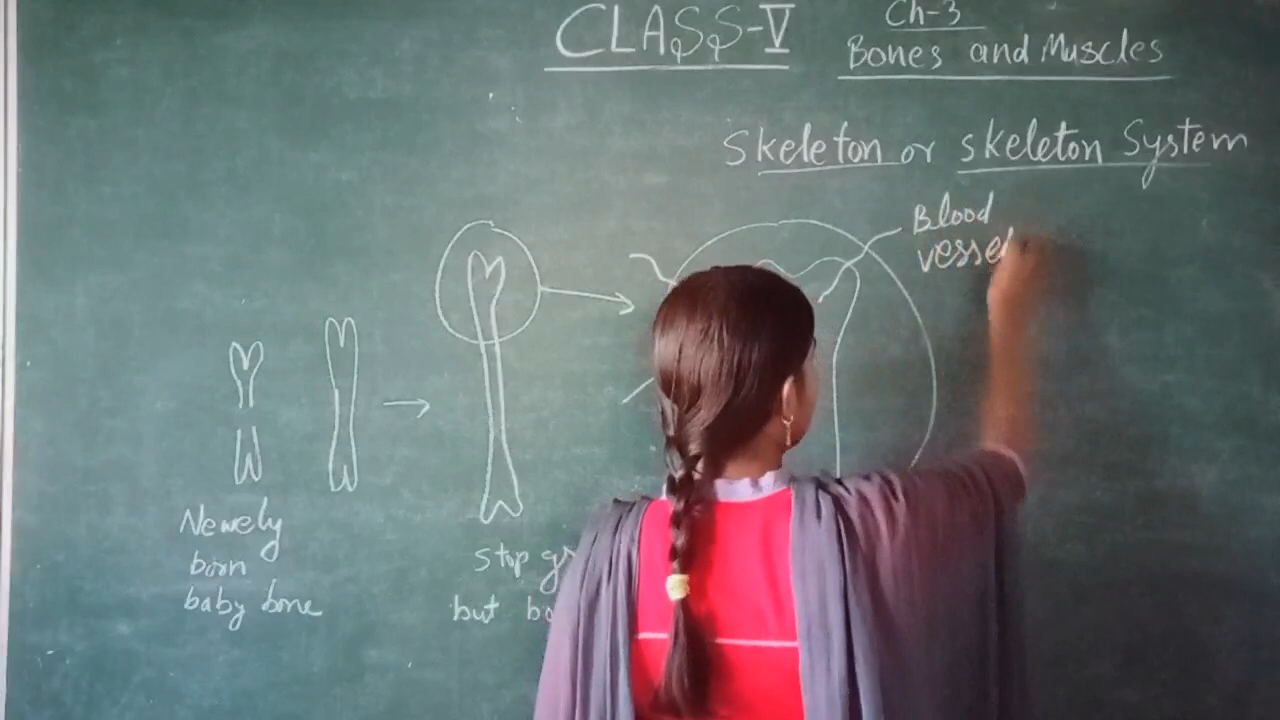 CLASS-V
Ch-3
Bones and Muscles
Skeleton or skeleton System
Blood
vessel
Newely
born
baby bone
stop
but